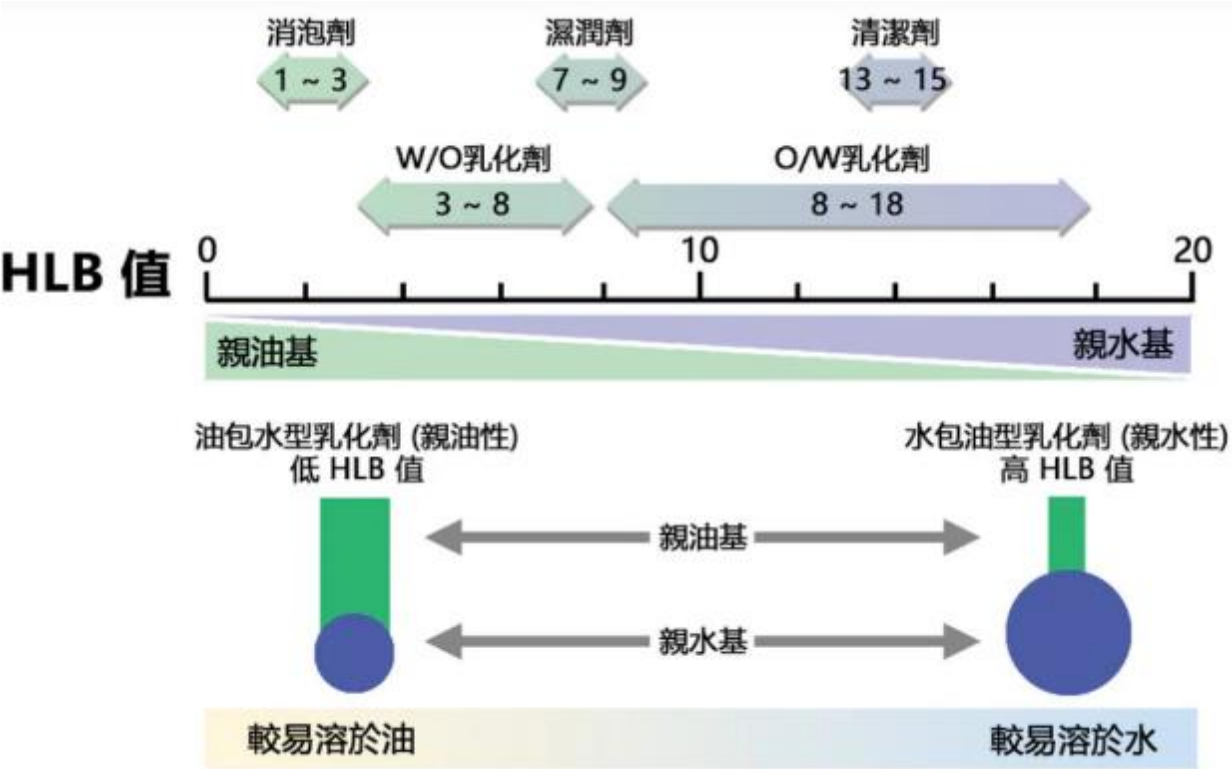 消泡劑
濕潤劑
清潔劑
1 ~ 3
7 ~ 9
13 ~ 15
W/O乳化劑
O/W乳化劑
3 ~ 8
8 ~ 18
HLB 值
0
10
20
親油基
親水基
油包水型乳化劑 (親油性)
低 HLB 值
水包油型乳化劑 (親水性)
高 HLB 值
親油基
親水基
較易溶於油
較易溶於水